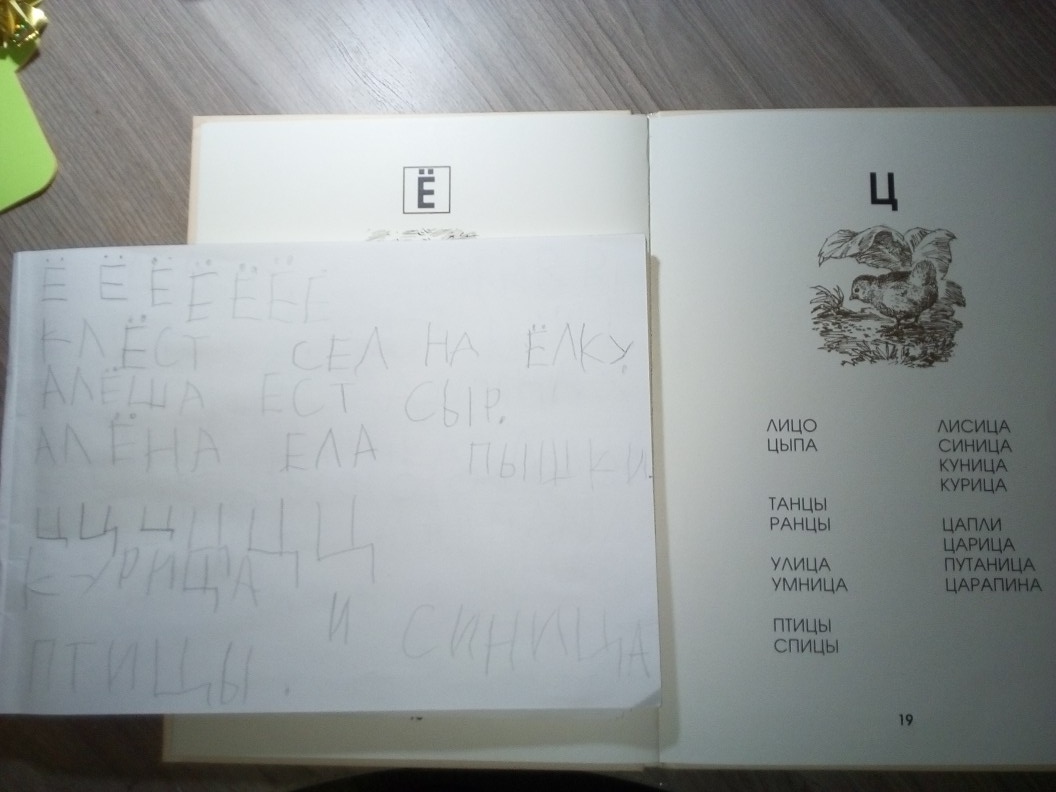 Ё
Ё Ё Ё Ё Ё Ё Ё
КЛЁСТ СЕЛ НА ЁЛКУ.
АЛЁША ЕСТ СЫР.
АЛЁНА ЕЛА ПЫШКИ
Ц Ц Ц Ц Ц Ц Ц
КУРИЦА
И СИНИЦА
ПТИЦЫ.
Ц
ЛИЦО
ЦЫПА
ТАНЦЫ
РАНЦЫ
УЛИЦА
УМНИЦА
ПТИЦЫ
СПИЦЫ
ЛИСИЦА
СИНИЦА
КУНИЦА
КУРИЦА
ЦАПЛИ
ЦАРИЦА
ПУТАНИЦА
ЦАРАПИНА
19